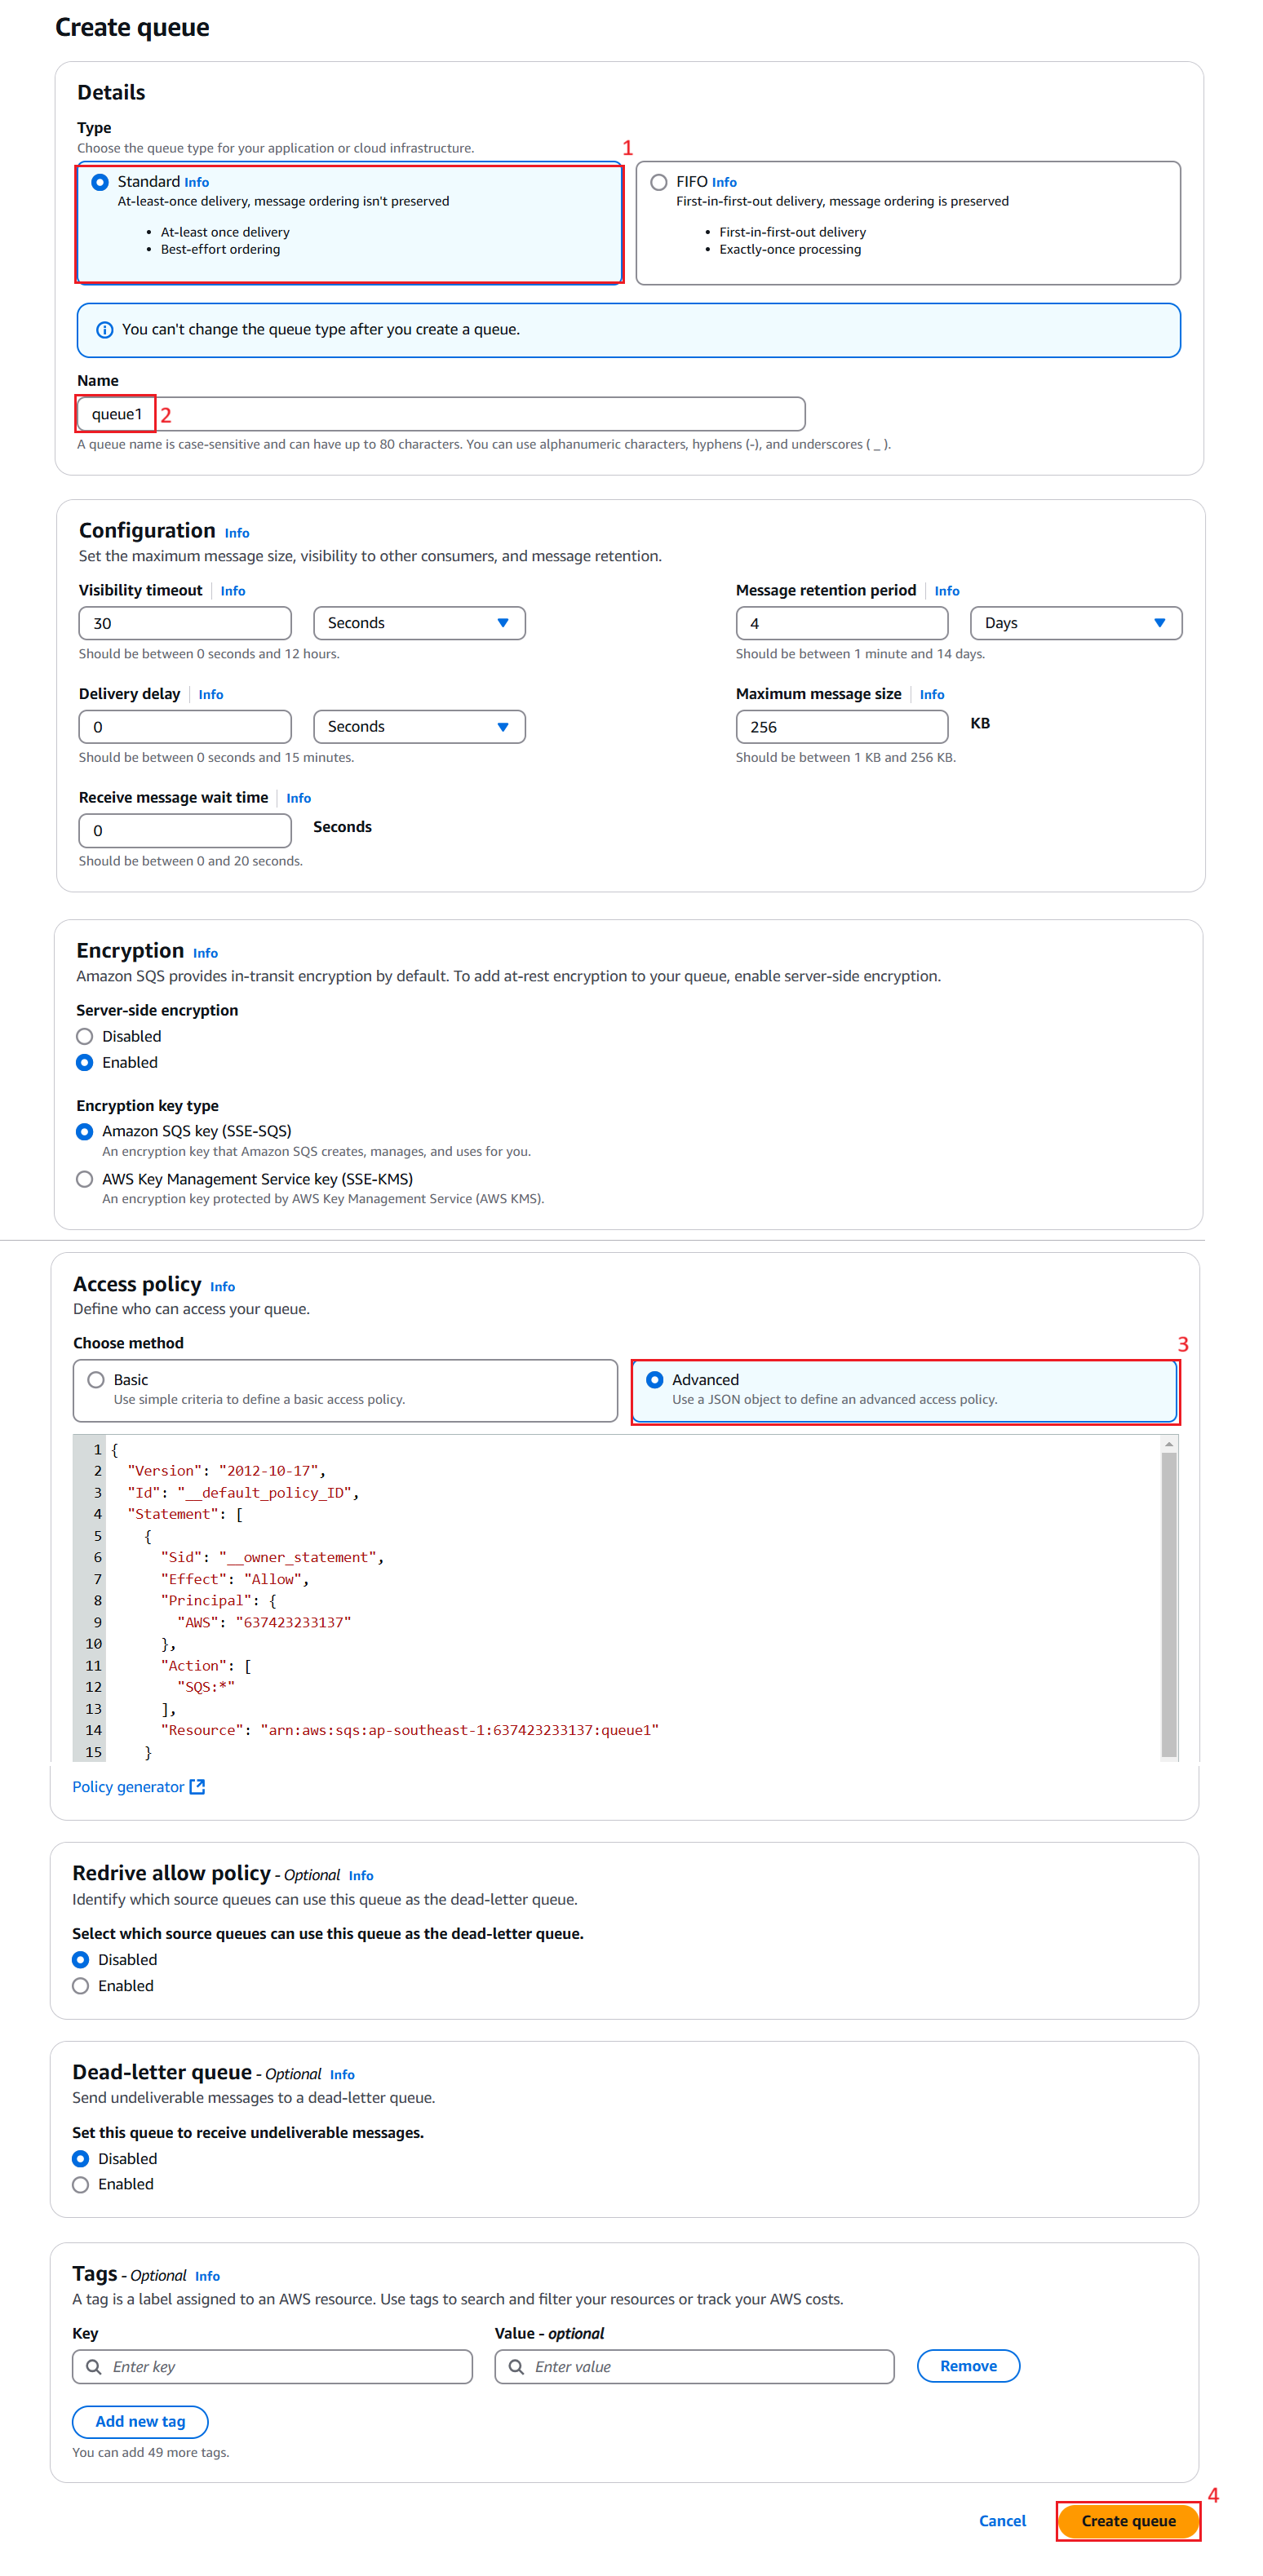 Create queue
Details
Type
Choose the queue type for your application or cloud infrastructure.
1
Standard Info
At-least-once delivery, message ordering isn't preserved
• At-least once delivery
• Best-effort ordering
FIFO Info
First-in-first-out delivery, message ordering is preserved
• First-in-first-out delivery
• Exactly-once processing
You can't change the queue type after you create a queue.
Name
queue1
2
A queue name is case-sensitive and can have up to 80 characters. You can use alphanumeric characters, hyphens (-), and underscores ( _ ).
Configuration Info
Set the maximum message size, visibility to other consumers, and message retention.
Visibility timeout Info
30 Seconds
Should be between 0 seconds and 12 hours.
Message retention period Info
4 Days
Should be between 1 minute and 14 days.
Delivery delay Info
0 Seconds
Should be between 0 seconds and 15 minutes.
Maximum message size Info
256 KB
Should be between 1 KB and 256 KB.
Receive message wait time Info
0 Seconds
Should be between 0 and 20 seconds.
Encryption Info
Amazon SQS provides in-transit encryption by default. To add at-rest encryption to your queue, enable server-side encryption.
Server-side encryption
Disabled
Enabled
Encryption key type
Amazon SQS key (SSE-SQS)
An encryption key that Amazon SQS creates, manages, and uses for you.
AWS Key Management Service key (SSE-KMS)
An encryption key protected by AWS Key Management Service (AWS KMS).
Access policy Info
Define who can access your queue.
Choose method
3
Basic
Use simple criteria to define a basic access policy.
Advanced
Use a JSON object to define an advanced access policy.
1 {
2 "Version": "2012-10-17",
3 "Id": "__default_policy_ID",
4 "Statement": [
5 {
6 "Sid": "__owner_statement",
7 "Effect": "Allow",
8 "Principal": {
9 "AWS": "637423233137"
10 },
11 "Action": [
12 "SQS:*"
13 ],
14 "Resource": "arn:aws:sqs:ap-southeast-1:637423233137:queue1"
15 }
Policy generator
Redrive allow policy - Optional Info
Identify which source queues can use this queue as the dead-letter queue.
Select which source queues can use this queue as the dead-letter queue.
Disabled
Enabled
Dead-letter queue - Optional Info
Send undeliverable messages to a dead-letter queue.
Set this queue to receive undeliverable messages.
Disabled
Enabled
Tags - Optional Info
A tag is a label assigned to an AWS resource. Use tags to search and filter your resources or track your AWS costs.
Key
Value - optional
Enter key
Enter value
Remove
Add new tag
You can add 49 more tags.
4
Cancel
Create queue